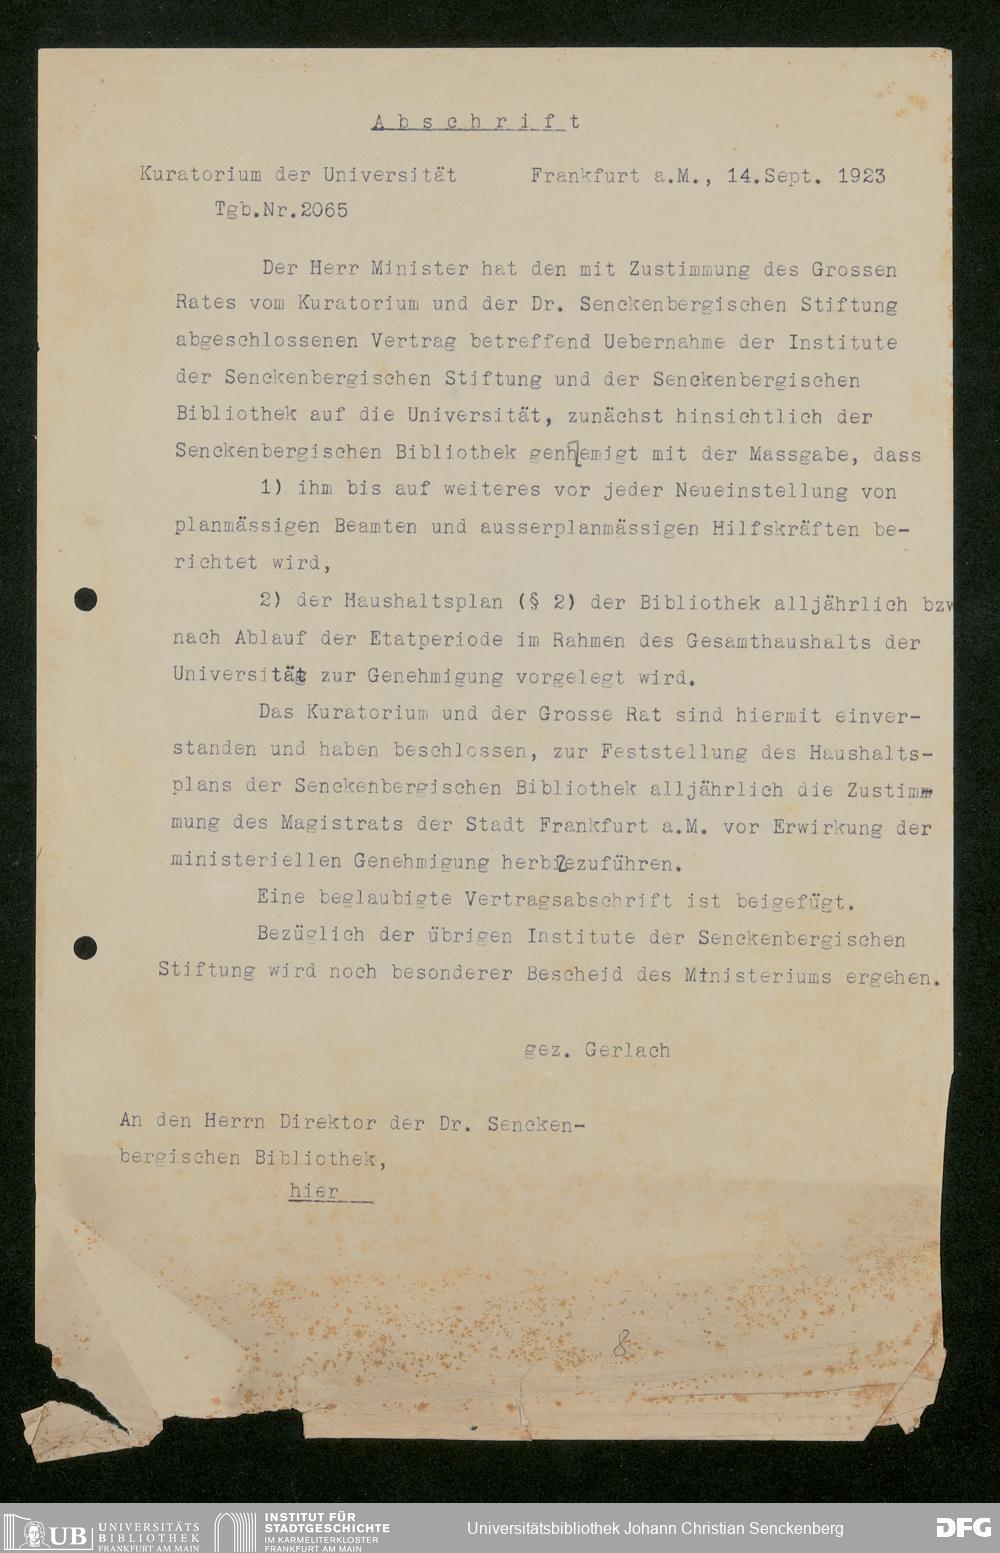 Abschrift
Kuratorium der Universität Frankfurt a.M., 14.Sept. 1923
Tgb.Nr.2065
Der Herr Minister hat den mit Zustimmung des Grossen
Rates vom Kuratorium und der Dr. Senckenbergischen Stiftung
abgeschlossenen Vertrag betreffend Uebernahme der Institute
der Senckenbergischen Stiftung und der Senckenbergischen
Bibliothek auf die Universität, zunächst hinsichtlich der
Senckenbergischen Bibliothek genhemigt mit der Massgabe, dass
1) ihm bis auf weiteres vor jeder Neueinstellung von
planmässigen Beamten und ausserplanmässigen Hilfskräften be-
richtet wird,
2) der Haushaltsplan (§ 2) der Bibliothek alljährlich bzw
nach Ablauf der Etatperiode im Rahmen des Gesamthaushalts der
Universität zur Genehmigung vorgelegt wird.
Das Kuratorium und der Grosse Rat sind hiermit einver-
standen und haben beschlossen, zur Feststellung des Haushalts-
plans der Senckenbergischen Bibliothek alljährlich die Zustim-
mung des Magistrats der Stadt Frankfurt a.M. vor Erwirkung der
ministeriellen Genehmigung herbiezuführen.
Eine beglaubigte Vertragsabschrift ist beigefügt.
Bezüglich der übrigen Institute der Senckenbergischen
Stiftung wird noch besonderer Bescheid des Ministeriums ergehen.
gez. Gerlach
An den Herrn Direktor der Dr. Sencken-
bergischen Bibliothek,
hier
8
UB UNIVERSITÄTS
BIBLIOTHEK
FRANKFURT AM MAIN
INSTITUT FÜR
STADTGESCHICHTE
IM KARMELITERKLOSTER
FRANKFURT AM MAIN
Universitätsbibliothek Johann Christian Senckenberg
DFG